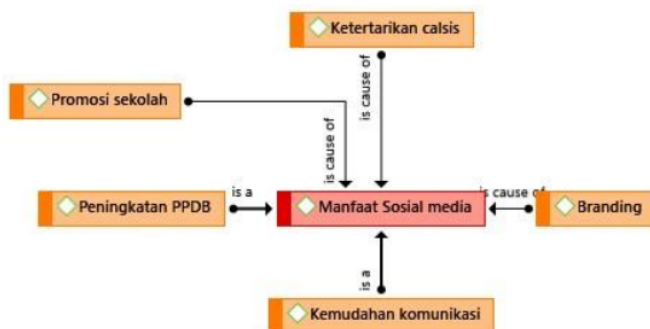 Ketertarikan calsis
is cause of
Promosi sekolah
is cause of
Peningkatan PPDB
is a
Manfaat Sosial media
is cause of
Branding
is a
Kemudahan komunikasi